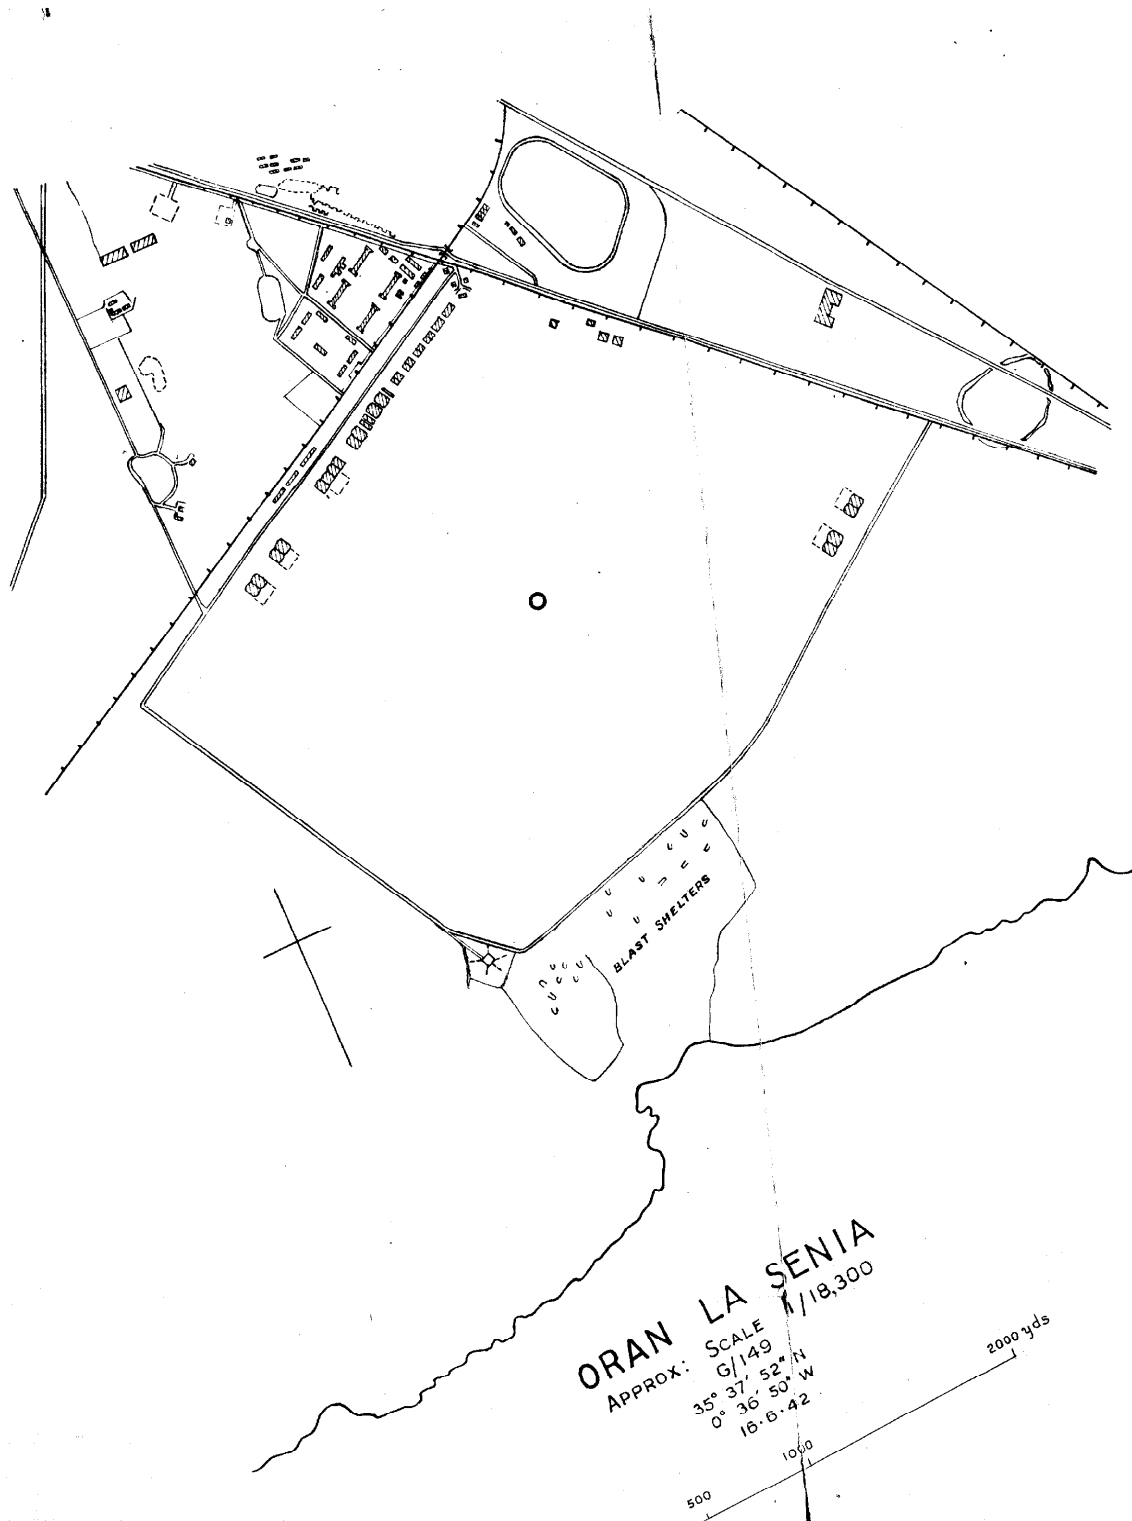 BLAST SHELTERS
ORAN LA SENIA
APPROX: SCALE 1/18,300
G/149
35° 37' 52" N
0° 36' 50" W
16·6·42
500 1000 2000 yds